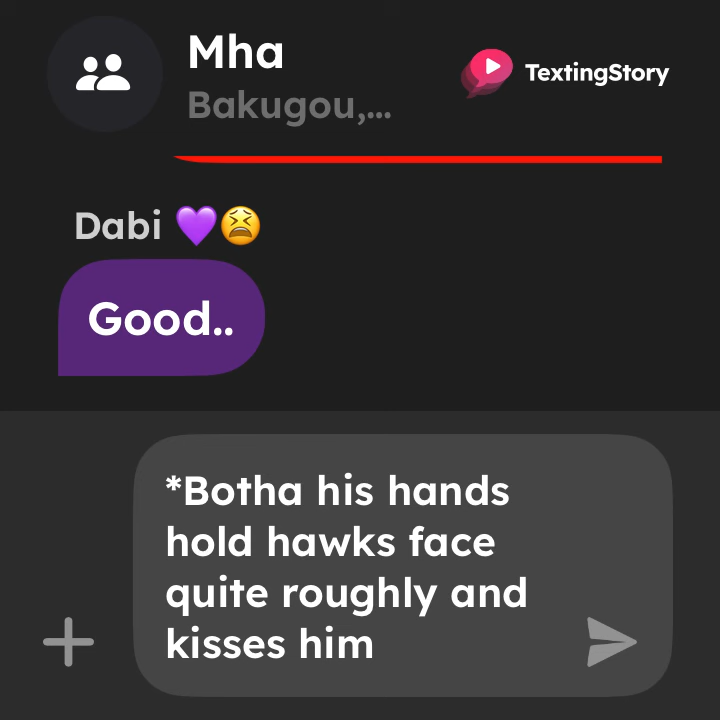 Mha
TextingStory
Bakugou,...
Dabi 💜😫
Good..
*Botha his hands
hold hawks face
quite roughly and
kisses him